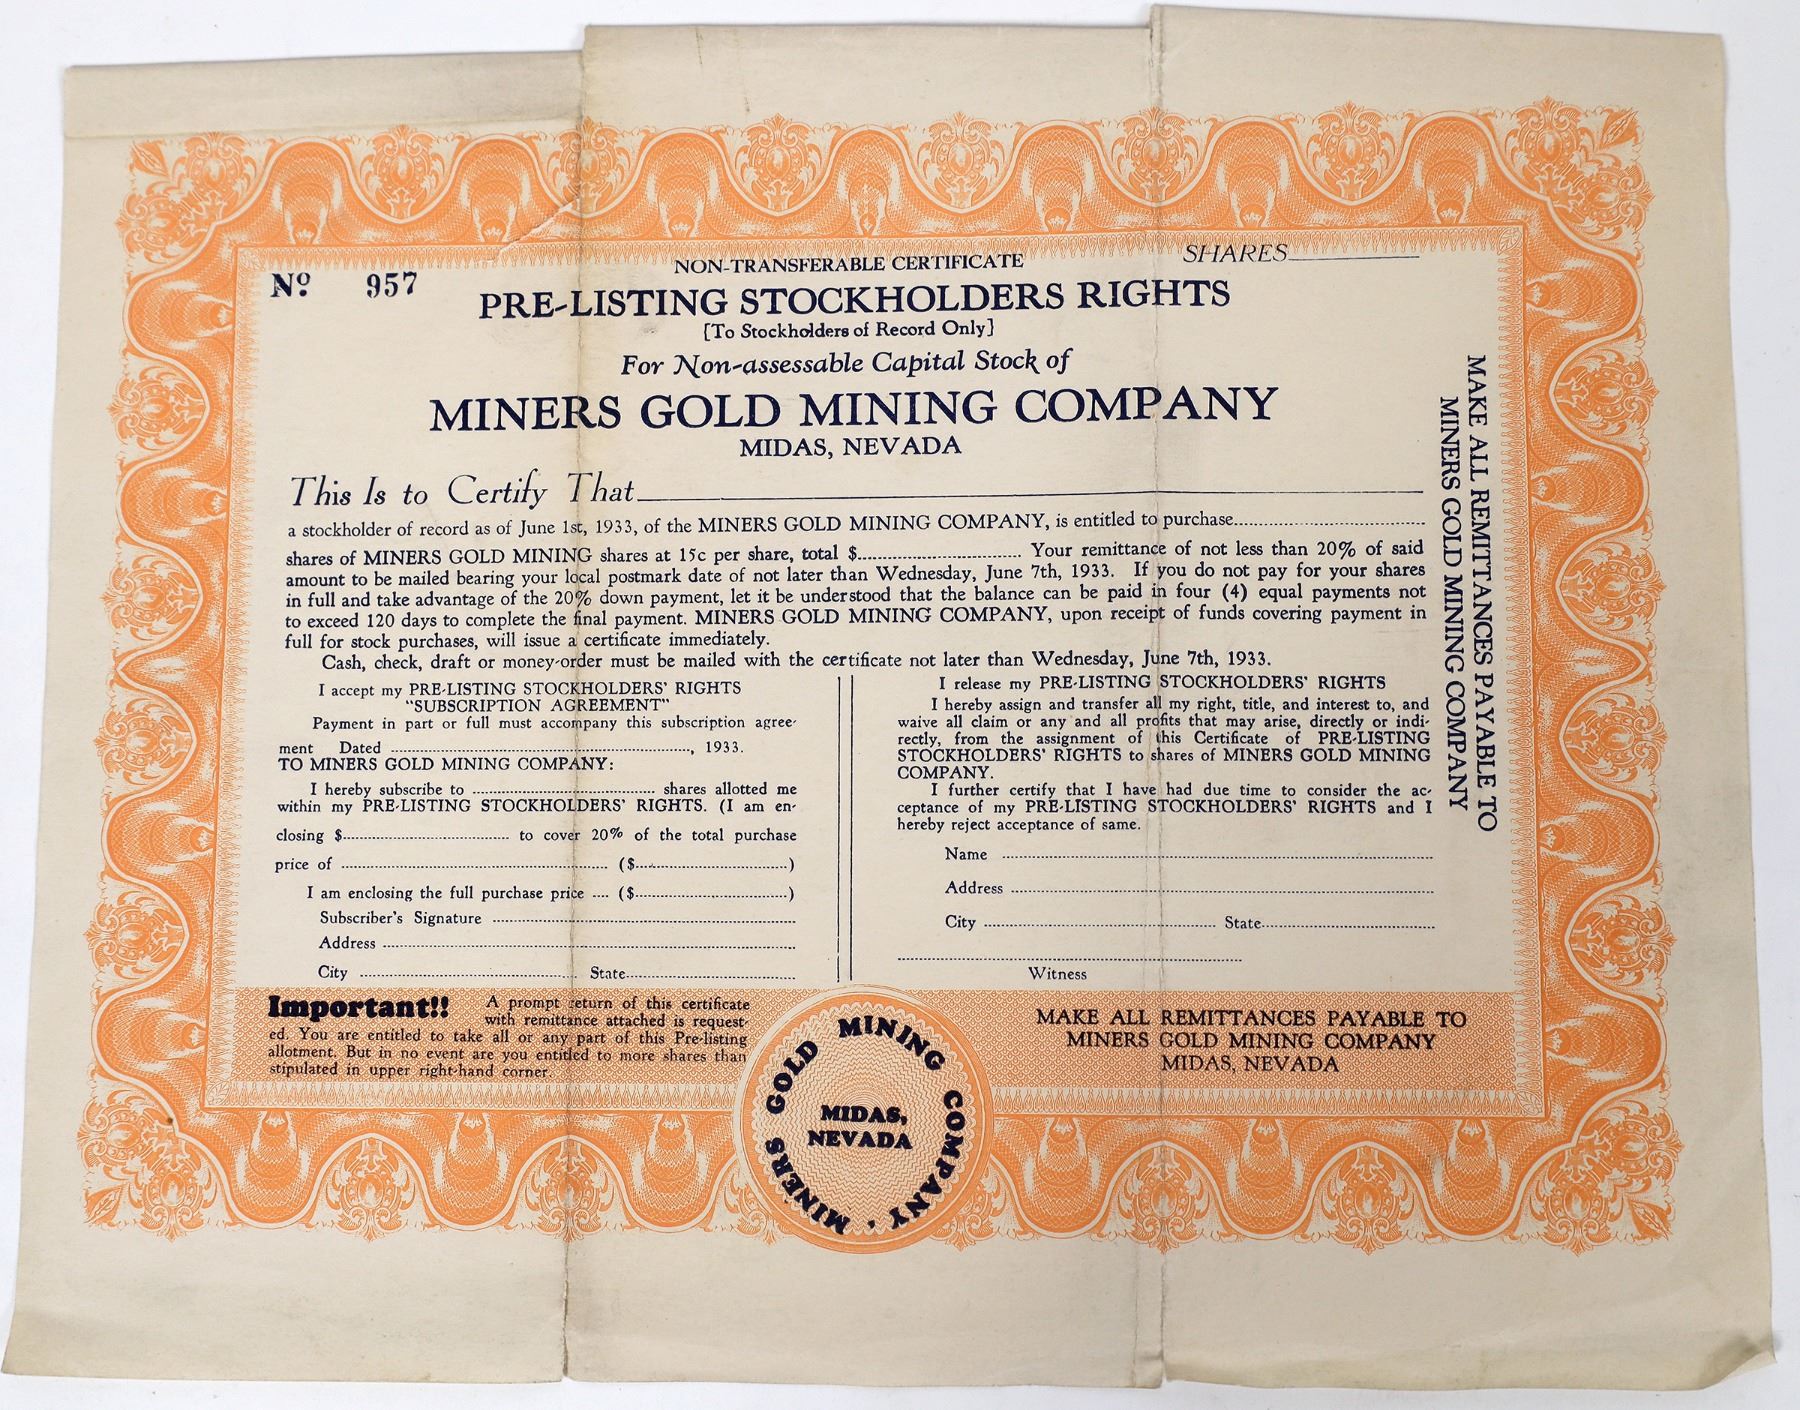 Nº 957
NON-TRANSFERABLE CERTIFICATE
SHARES
PRE-LISTING STOCKHOLDERS RIGHTS
[To Stockholders of Record Only]
For Non-assessable Capital Stock of
MINERS GOLD MINING COMPANY
MIDAS, NEVADA
This Is to Certify That
a stockholder of record as of June 1st, 1933, of the MINERS GOLD MINING COMPANY, is entitled to purchase
shares of MINERS GOLD MINING shares at 15c per share, total $ Your remittance of not less than 20% of said
amount to be mailed bearing your local postmark date of not later than Wednesday, June 7th, 1933. If you do not pay for your shares
in full and take advantage of the 20% down payment, let it be understood that the balance can be paid in four (4) equal payments not
to exceed 120 days to complete the final payment. MINERS GOLD MINING COMPANY, upon receipt of funds covering payment in
full for stock purchases, will issue a certificate immediately.
Cash, check, draft or money-order must be mailed with the certificate not later than Wednesday, June 7th, 1933.
I accept my PRE-LISTING STOCKHOLDERS' RIGHTS
"SUBSCRIPTION AGREEMENT"
Payment in part or full must accompany this subscription agree-
ment Dated , 1933.
TO MINERS GOLD MINING COMPANY:
I hereby subscribe to shares allotted me
within my PRE-LISTING STOCKHOLDERS' RIGHTS. (I am en-
closing $ to cover 20% of the total purchase
price of ($ )
I am enclosing the full purchase price ($ )
Subscriber's Signature
Address
City State
I release my PRE-LISTING STOCKHOLDERS' RIGHTS
I hereby assign and transfer all my right, title, and interest to, and
waive all claim or any and all profits that may arise, directly or indi-
rectly, from the assignment of this Certificate of PRE-LISTING
STOCKHOLDERS' RIGHTS to shares of MINERS GOLD MINING
COMPANY.
I further certify that I have had due time to consider the ac-
ceptance of my PRE-LISTING STOCKHOLDERS' RIGHTS and I
hereby reject acceptance of same.
Name
Address
City State
Witness
MAKE ALL REMITTANCES PAYABLE TO
MINERS GOLD MINING COMPANY
Important!! A prompt return of this certificate
with remittance attached is request-
ed. You are entitled to take all or any part of this Pre-listing
allotment. But in no event are you entitled to more shares than
stipulated in upper right-hand corner.
MINERS GOLD MINING COMPANY ·
MIDAS,
NEVADA
MAKE ALL REMITTANCES PAYABLE TO
MINERS GOLD MINING COMPANY
MIDAS, NEVADA